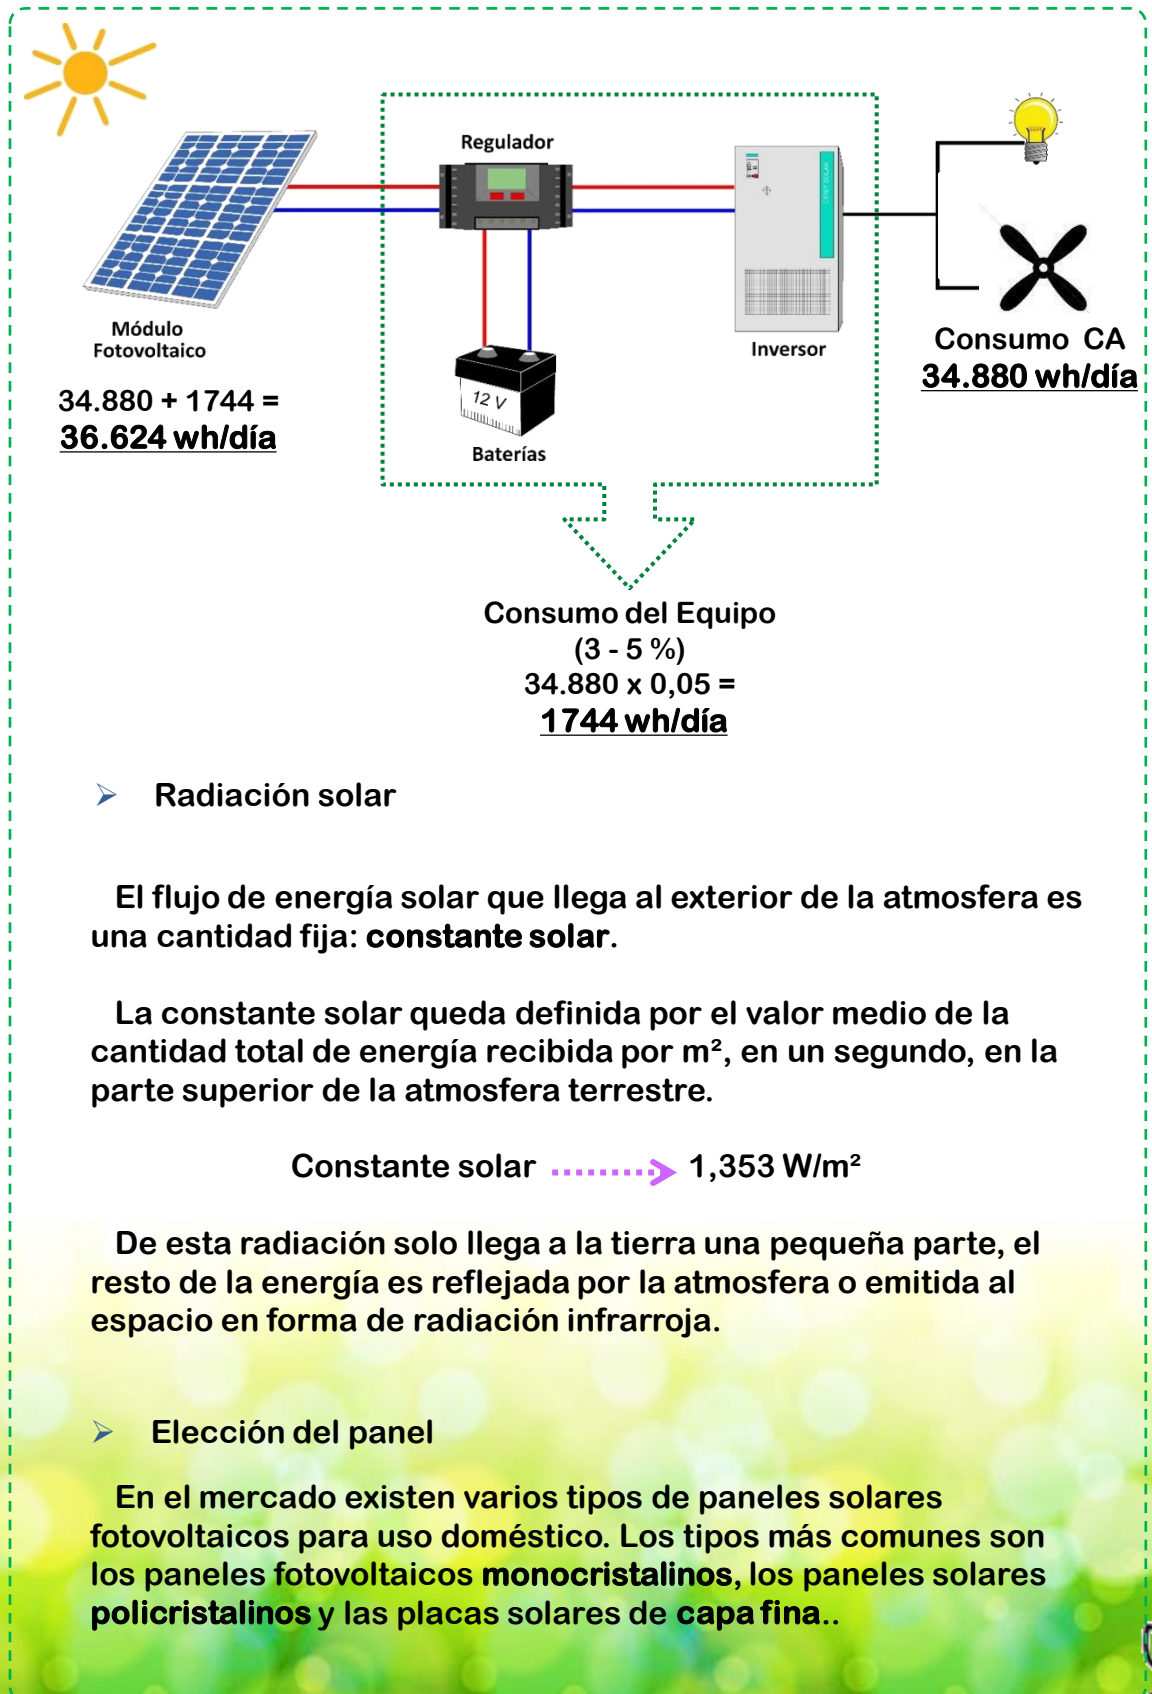 Regulador
CENIT SOLAR
Módulo
Fotovoltaico
34.880 + 1744 =
36.624 wh/día
12 V
Baterías
Inversor
Consumo  CA
34.880 wh/día
Consumo del Equipo
(3 - 5 %)
34.880 x 0,05 =
1744 wh/día
➢ Radiación solar
El flujo de energía solar que llega al exterior de la atmosfera es
una cantidad fija: constante solar.
La constante solar queda definida por el valor medio de la
cantidad total de energía recibida por m², en un segundo, en la
parte superior de la atmosfera terrestre.
Constante solar 1,353 W/m²
De esta radiación solo llega a la tierra una pequeña parte, el
resto de la energía es reflejada por la atmosfera o emitida al
espacio en forma de radiación infrarroja.
➢ Elección del panel
En el mercado existen varios tipos de paneles solares
fotovoltaicos para uso doméstico. Los tipos más comunes son
los paneles fotovoltaicos monocristalinos, los paneles solares
policristalinos y las placas solares de capa fina..